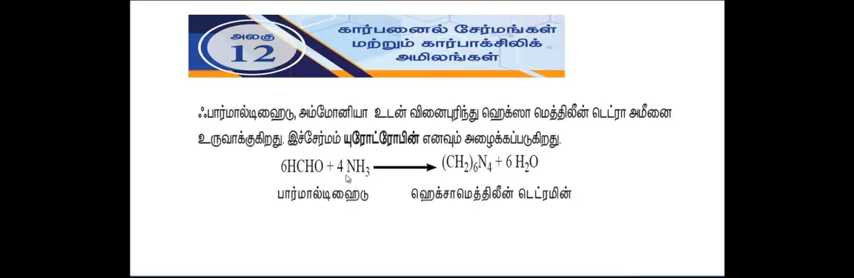 அலகு
12
கார்பனைல் சேர்மங்கள்
மற்றும் கார்பாக்சிலிக்
அமிலங்கள்
ஃபார்மால்டிஹைடு, அம்மோனியா உடன் வினைபுரிந்து ஹெக்ஸா மெத்திலீன் டெட்ரா அமீனை
உருவாக்குகிறது. இச்சேர்மம் யூரோட்ரோபின் எனவும் அழைக்கப்படுகிறது.
6HCHO + 4 NH₃ ⟶ (CH₂)₆N₄ + 6 H₂O
பார்மால்டிஹைடு ஹெக்சாமெத்திலீன் டெட்ரமின்